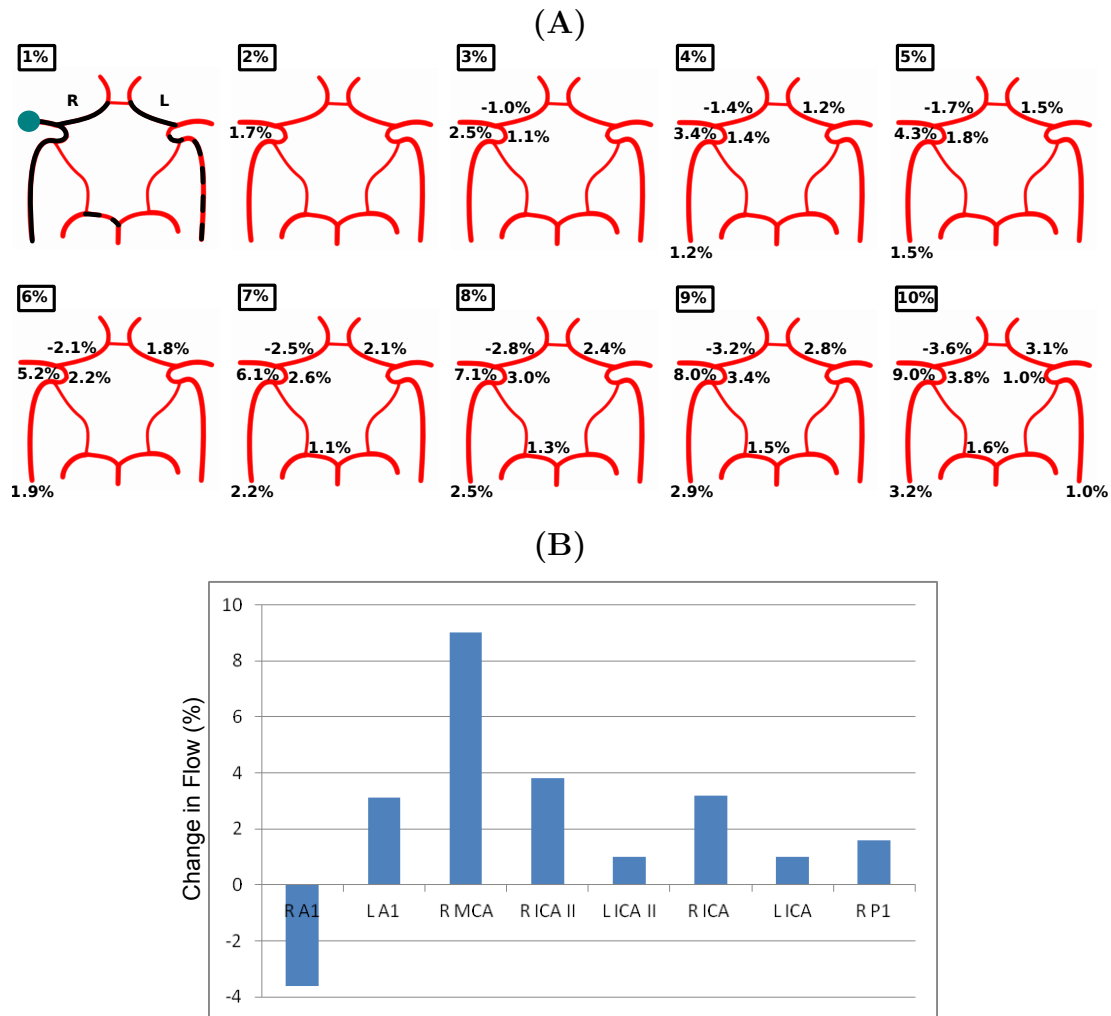 (A)
1% 2% 3% 4% 5%
R L -1.0% -1.4% 1.2% -1.7% 1.5%
1.7% 2.5% 1.1% 3.4% 1.4% 4.3% 1.8%
1.2% 1.5%
6% 7% 8% 9% 10%
-2.1% 1.8% -2.5% 2.1% -2.8% 2.4% -3.2% 2.8% -3.6% 3.1%
5.2% 2.2% 6.1% 2.6% 7.1% 3.0% 8.0% 3.4% 9.0% 3.8% 1.0%
1.1% 1.3% 1.5% 1.6%
1.9% 2.2% 2.5% 2.9% 3.2% 1.0%
(B)
Change in Flow (%)
10
8
6
4
2
0
-2
-4
R A1 L A1 R MCA R ICA II L ICA II R ICA L ICA R P1